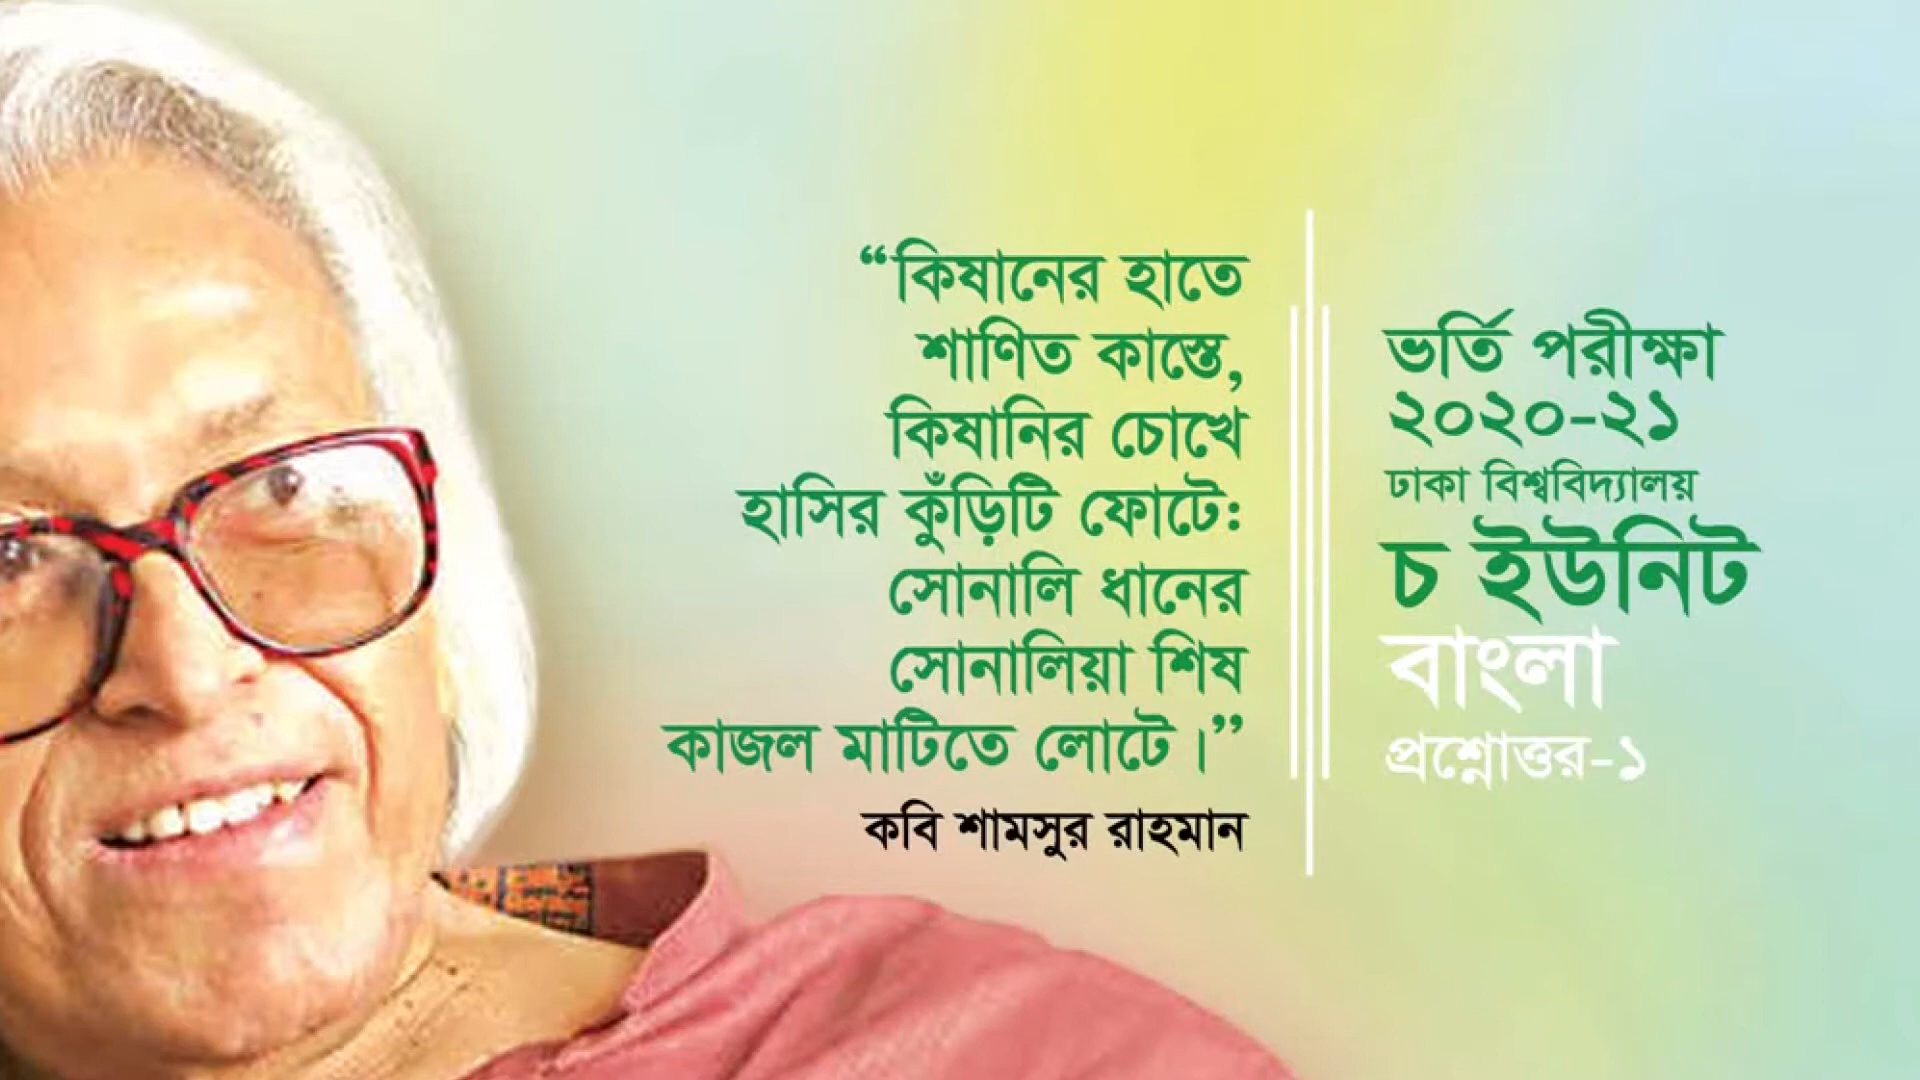 “কিষানের হাতে
শাণিত কাস্তে,
কিষানির চোখে
হাসির কুঁড়িটি ফোটে:
সোনালি ধানের
সোনালিয়া শিষ
কাজল মাটিতে লোটে।”
কবি শামসুর রাহমান
ভর্তি পরীক্ষা
২০২০-২১
ঢাকা বিশ্ববিদ্যালয়
চ ইউনিট
বাংলা
প্রশ্নোত্তর-১